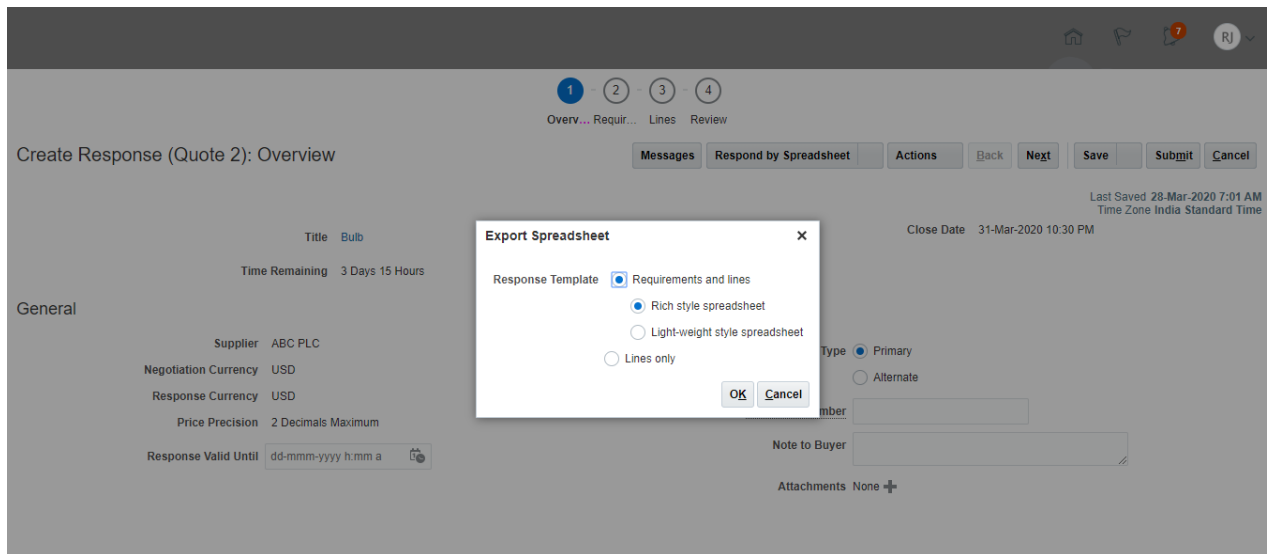 7
RJ
1 2 3 4
Overv... Requir... Lines Review
Create Response (Quote 2): Overview
Messages Respond by Spreadsheet Actions Back Next Save Submit Cancel
Last Saved 28-Mar-2020 7:01 AM
Time Zone India Standard Time
Title Bulb
Close Date 31-Mar-2020 10:30 PM
Time Remaining 3 Days 15 Hours
General
Supplier ABC PLC
Negotiation Currency USD
Response Currency USD
Price Precision 2 Decimals Maximum
Response Valid Until dd-mmm-yyyy h:mm a
Export Spreadsheet
Response Template Requirements and lines
Rich style spreadsheet
Light-weight style spreadsheet
Lines only
OK Cancel
Type Primary
Alternate
mber
Note to Buyer
Attachments None